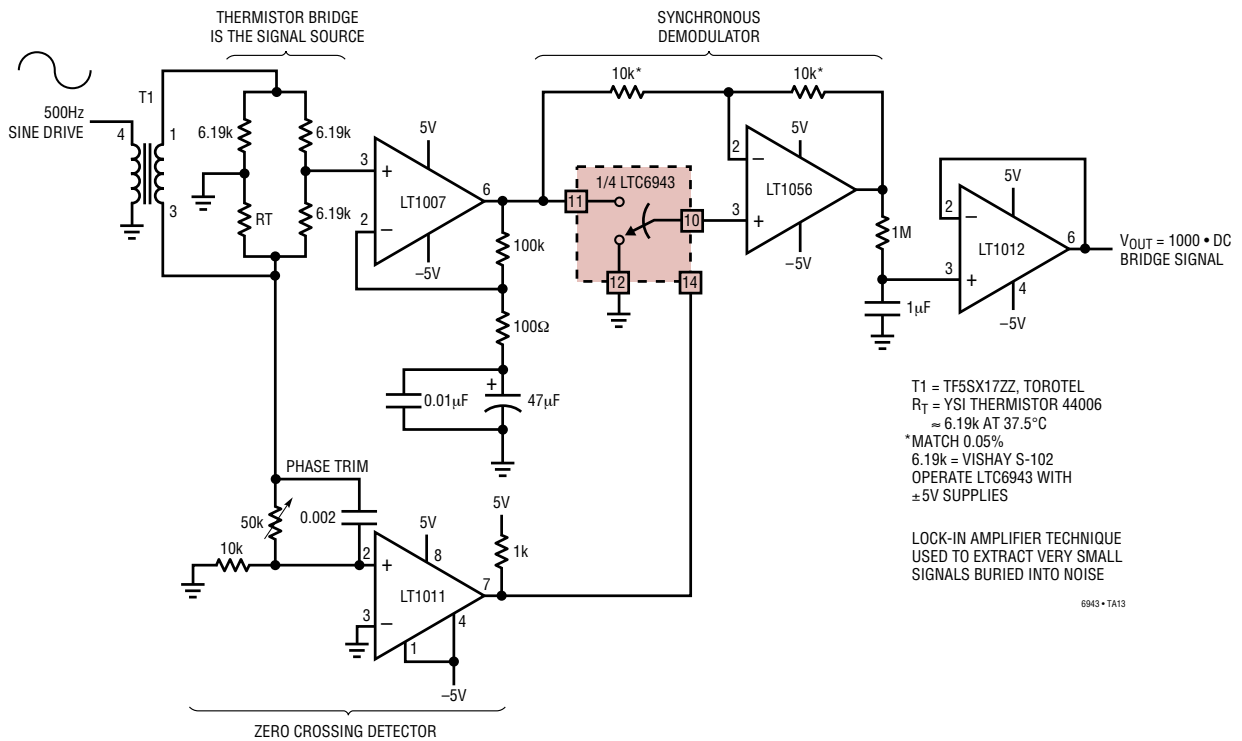 THERMISTOR BRIDGE
IS THE SIGNAL SOURCE
SYNCHRONOUS
DEMODULATOR
500Hz
SINE DRIVE
T1
4
1
3
6.19k
6.19k
RT
6.19k
3
+
2
–
5V
LT1007
–5V
6
100k
100Ω
0.01µF
+
47µF
10k*
10k*
1/4 LTC6943
11
10
12
14
2
–
3
+
5V
LT1056
–5V
1M
1µF
2
–
3
+
5V
LT1012
6
4
–5V
VOUT = 1000 • DC
BRIDGE SIGNAL
T1 = TF5SX17ZZ, TOROTEL
RT = YSI THERMISTOR 44006
≈ 6.19k AT 37.5°C
*MATCH 0.05%
6.19k = VISHAY S-102
OPERATE LTC6943 WITH
±5V SUPPLIES
LOCK-IN AMPLIFIER TECHNIQUE
USED TO EXTRACT VERY SMALL
SIGNALS BURIED INTO NOISE
6943 • TA13
PHASE TRIM
50k
0.002
10k
2
+
3
–
5V
8
LT1011
7
1
4
–5V
5V
1k
ZERO CROSSING DETECTOR